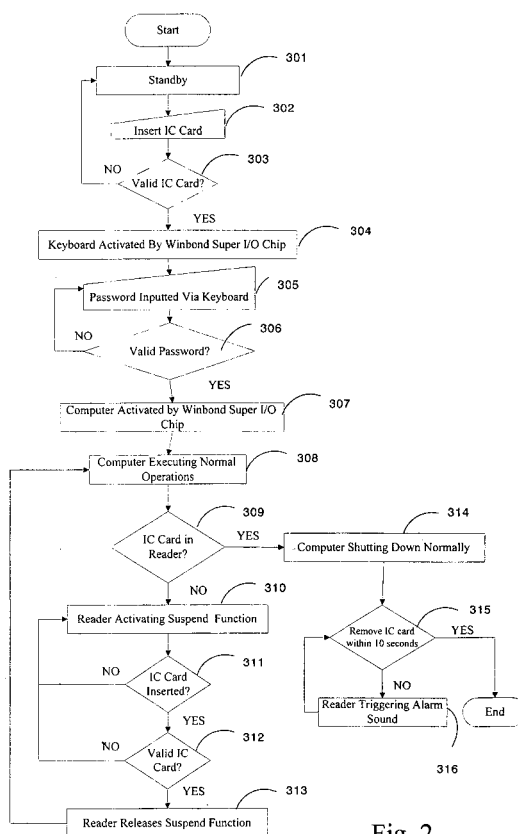 Start
301
Standby
302
Insert IC Card
303
NO
Valid IC Card?
YES
304
Keyboard Activated By Winbond Super I/O Chip
305
Password Inputted Via Keyboard
306
NO
Valid Password?
YES
307
Computer Activated by Winbond Super I/O
Chip
308
Computer Executing Normal
Operations
309
314
IC Card in
Reader?
YES
Computer Shutting Down Normally
NO
310
Reader Activating Suspend Function
315
Remove IC card
within 10 seconds
YES
311
NO
IC Card
Inserted?
NO
YES
Reader Triggering Alarm
Sound
End
312
NO
Valid IC
Card?
316
YES
313
Reader Releases Suspend Function
Fig. 2